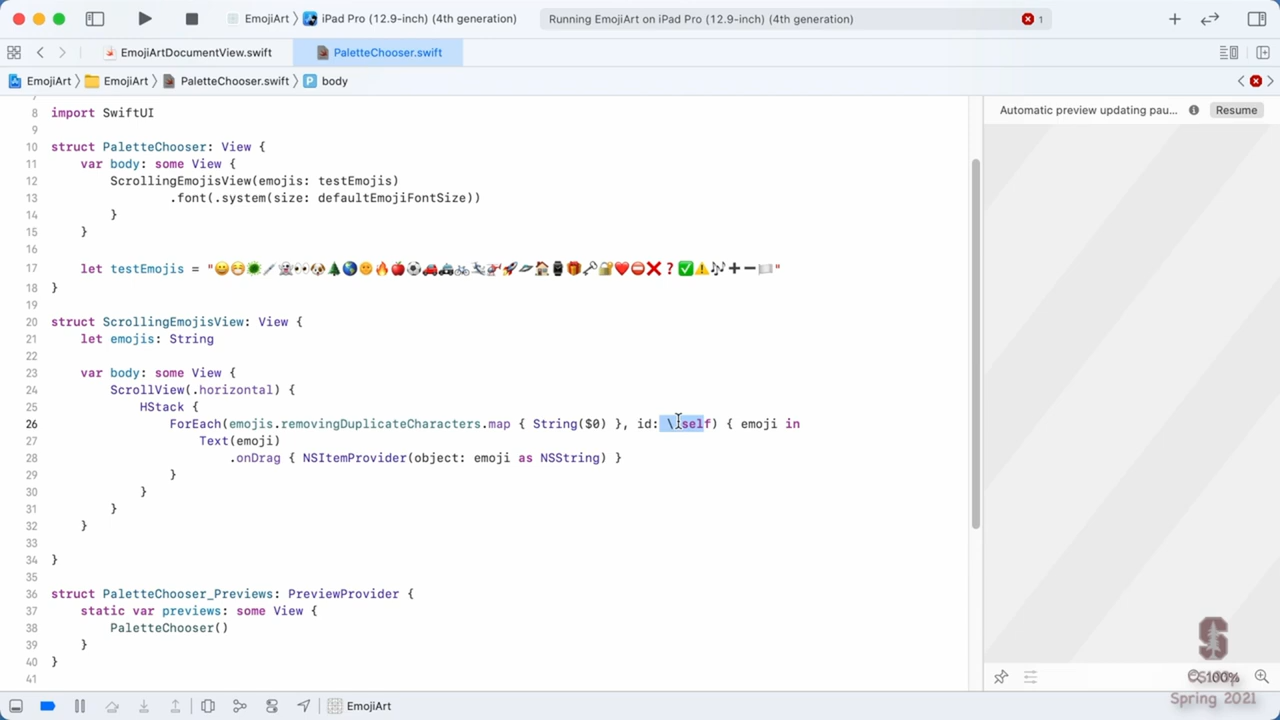 EmojiArt 〉 iPad Pro (12.9-inch) (4th generation)
Running EmojiArt on iPad Pro (12.9-inch) (4th generation)
1
EmojiArtDocumentView.swift
PaletteChooser.swift
EmojiArt 〉 EmojiArt 〉 PaletteChooser.swift 〉 P body
Automatic preview updating pau...
Resume
7
8 import SwiftUI
9
10 struct PaletteChooser: View {
11 var body: some View {
12 ScrollingEmojisView(emojis: testEmojis)
13 .font(.system(size: defaultEmojiFontSize))
14 }
15 }
16
17 let testEmojis = "😀😷🦠💉👻👀🐶🌲🌎🌞🔥🍎⚽️🚗🚓🚲🛩🚁🚀🛸🏠⌚️🎁🗝🔐❤️⛔️❌❓✅⚠️🎶➕➖🏳️"
18 }
19
20 struct ScrollingEmojisView: View {
21 let emojis: String
22
23 var body: some View {
24 ScrollView(.horizontal) {
25 HStack {
26 ForEach(emojis.removingDuplicateCharacters.map { String($0) }, id: \.self) { emoji in
27 Text(emoji)
28 .onDrag { NSItemProvider(object: emoji as NSString) }
29 }
30 }
31 }
32 }
33
34 }
35
36 struct PaletteChooser_Previews: PreviewProvider {
37 static var previews: some View {
38 PaletteChooser()
39 }
40 }
41
100%
S
Spring 2021
EmojiArt